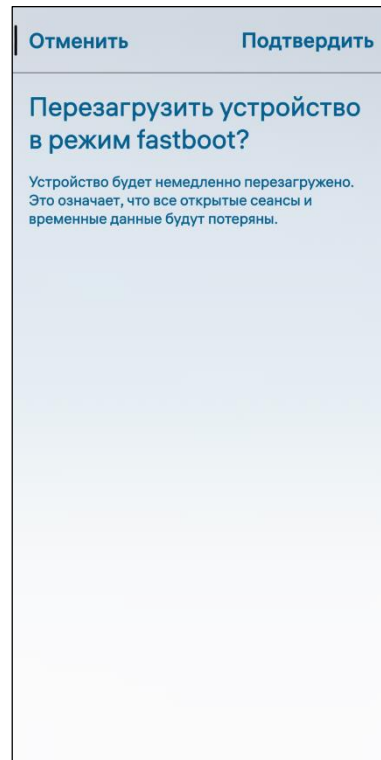 Отменить Подтвердить
Перезагрузить устройство
в режим fastboot?
Устройство будет немедленно перезагружено.
Это означает, что все открытые сеансы и
временные данные будут потеряны.